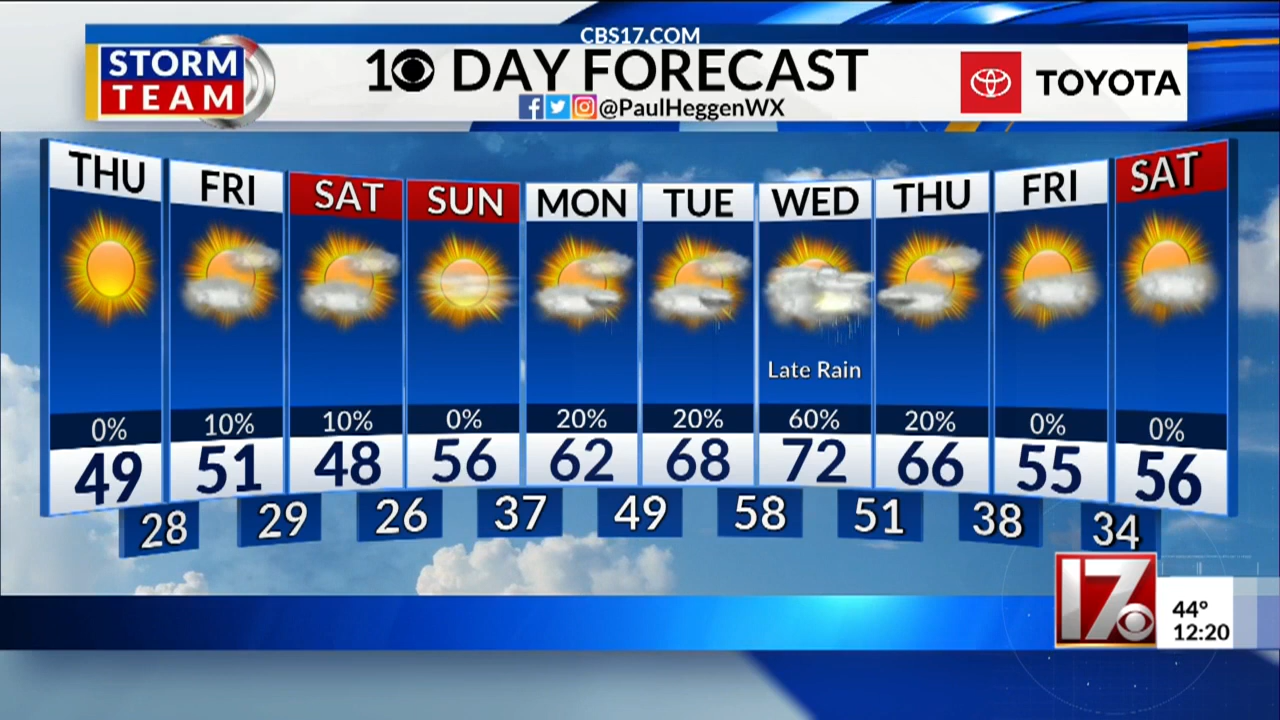 CBS17.COM
STORM
TEAM
10 DAY FORECAST
TOYOTA
@PaulHeggenWX
THU FRI SAT SUN MON TUE WED THU FRI SAT
Late Rain
0% 10% 10% 0% 20% 20% 60% 20% 0% 0%
49 51 48 56 62 68 72 66 55 56
28 29 26 37 49 58 51 38 34
17
44°
12:20